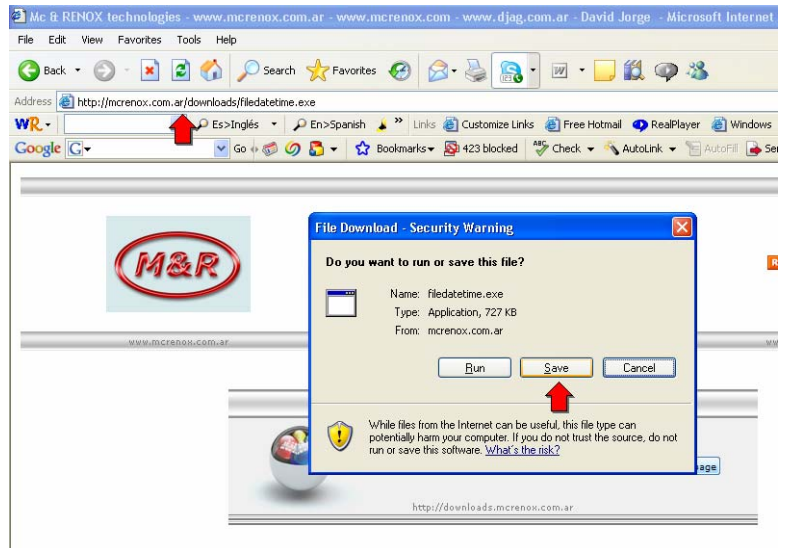 Mc & RENOX technologies - www.mcrenox.com.ar - www.mcrenox.com - www.djag.com.ar - David Jorge - Microsoft Internet
File Edit View Favorites Tools Help
Back Search Favorites
Address http://mcrenox.com.ar/downloads/filedatetime.exe
WR Es>Inglés En>Spanish Links Customize Links Free Hotmail RealPlayer Windows
Google Go Bookmarks 423 blocked Check AutoLink AutoFill Se
M&R
www.mcrenox.com.ar
File Download - Security Warning
Do you want to run or save this file?
Name: filedatetime.exe
Type: Application, 727 KB
From: mcrenox.com.ar
Run Save Cancel
While files from the Internet can be useful, this file type can
potentially harm your computer. If you do not trust the source, do not
run or save this software. What's the risk?
age
http://downloads.mcrenox.com.ar